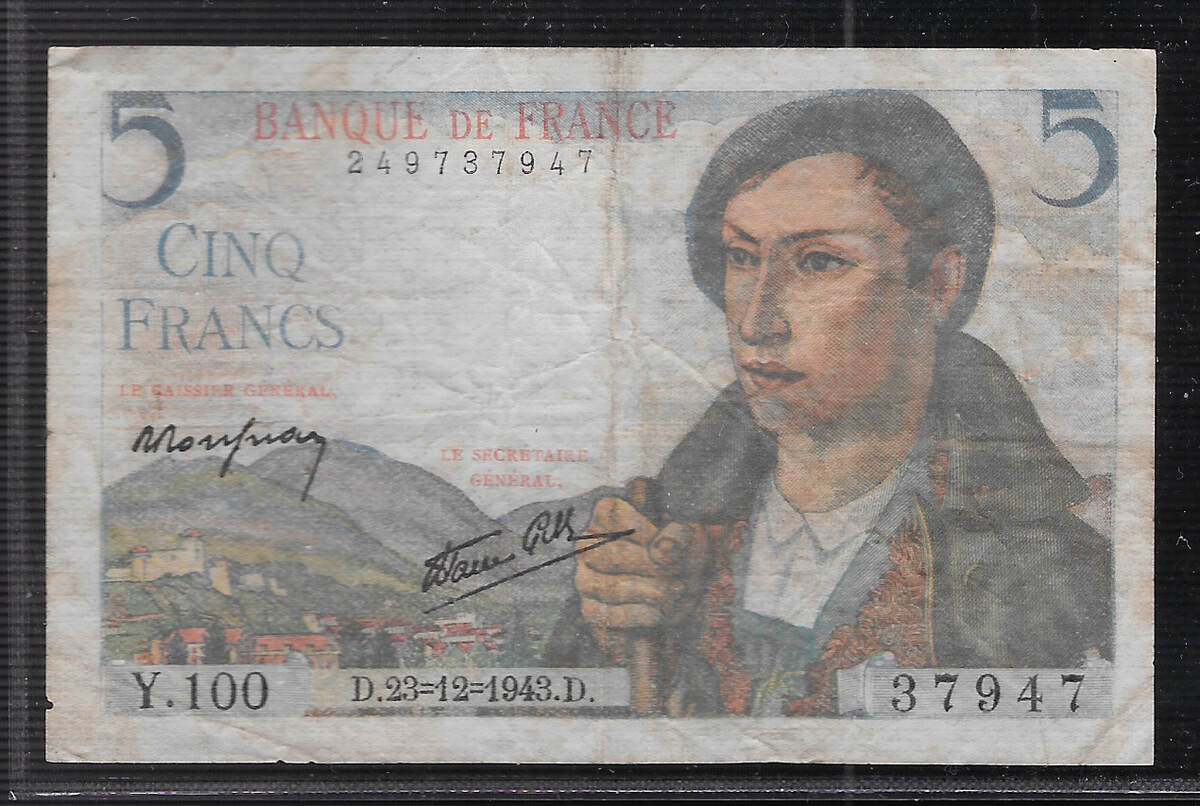 5 BANQUE DE FRANCE 5
249737947
CINQ
FRANCS
LE CAISSIER GÉNÉRAL,
LE SECRÉTAIRE
GÉNÉRAL,
Y.100 D.23=12=1943.D. 37947